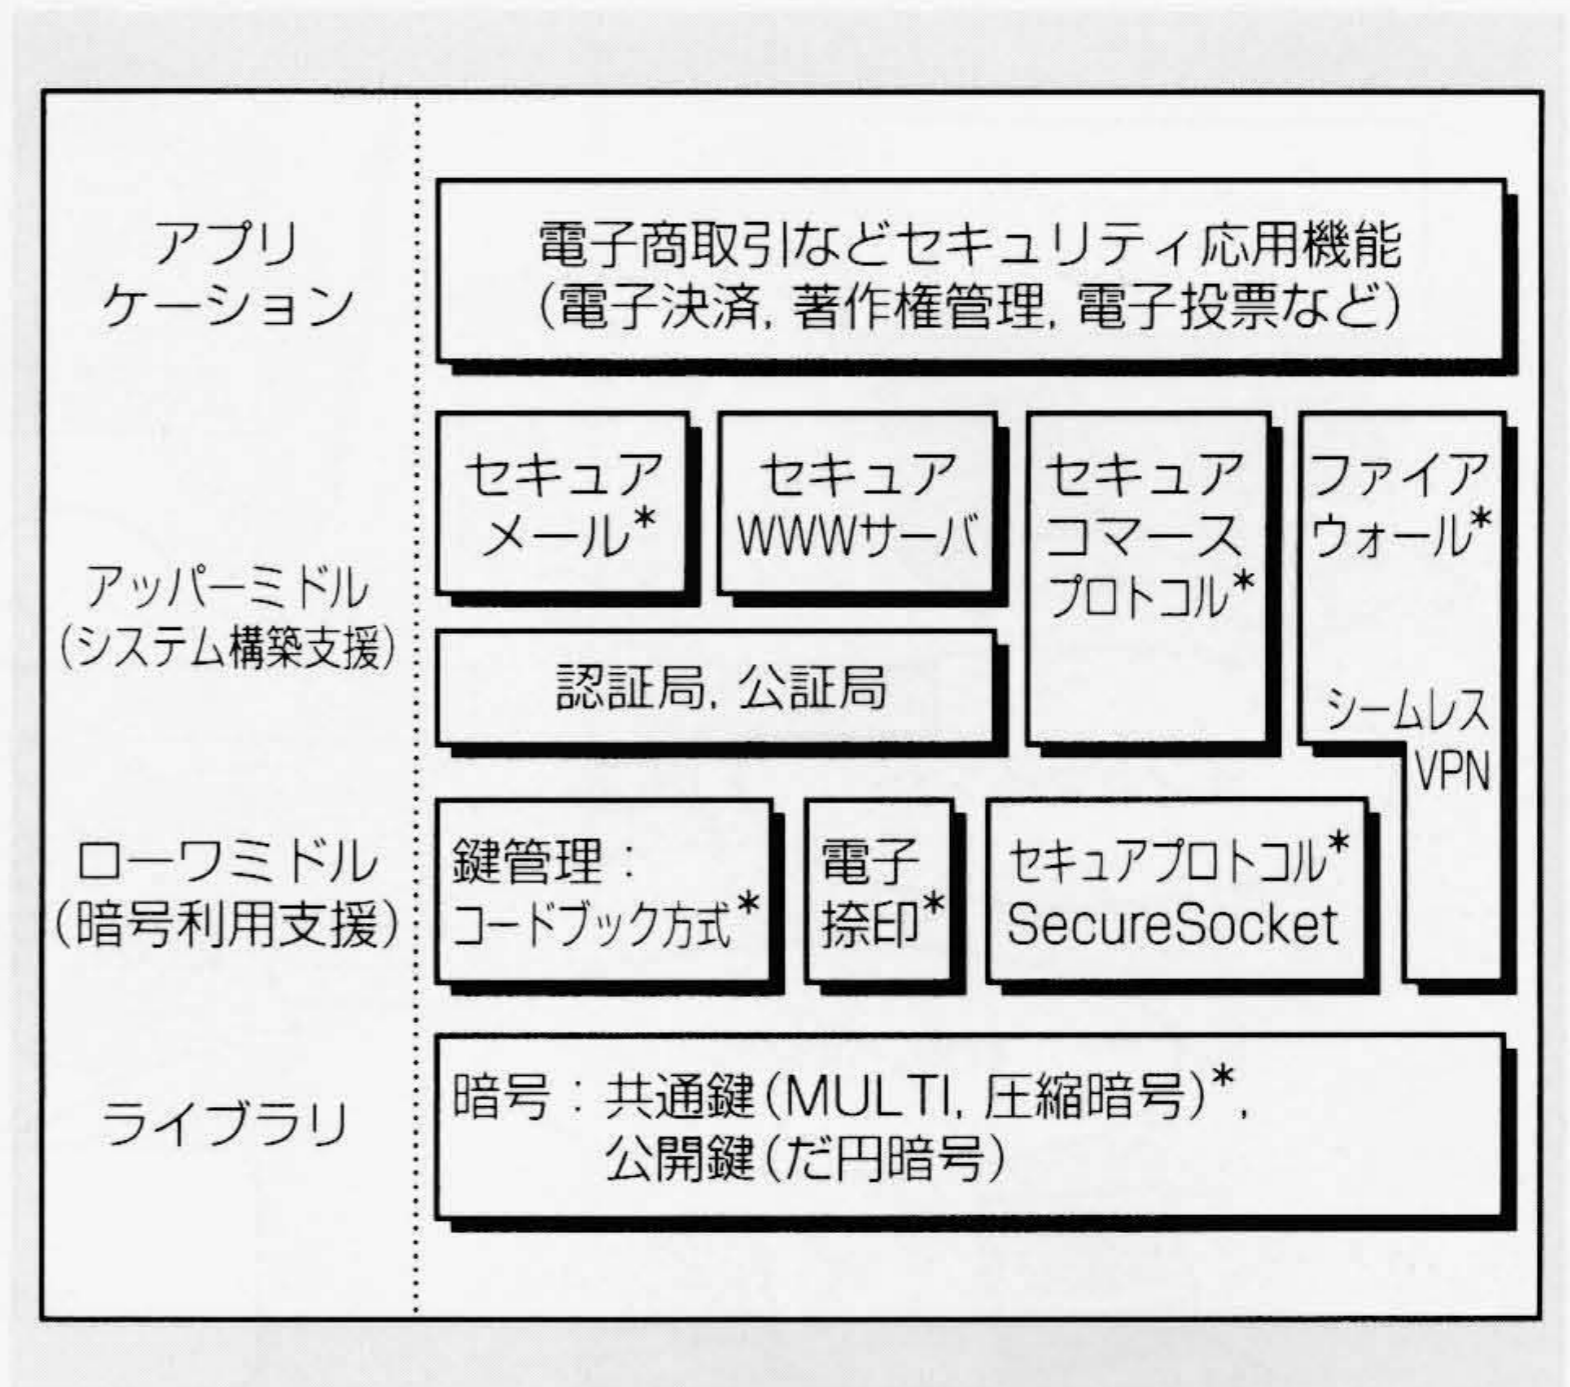 アプリ
ケーション
電子商取引などセキュリティ応用機能
(電子決済, 著作権管理, 電子投票など)
アッパーミドル
(システム構築支援)
セキュア
メール*
セキュア
WWWサーバ
セキュア
コマース
プロトコル*
ファイア
ウォール*
シームレス
VPN
認証局, 公証局
ローワミドル
(暗号利用支援)
鍵管理：
コードブック方式*
電子
捺印*
セキュアプロトコル*
SecureSocket
ライブラリ
暗号：共通鍵(MULTI, 圧縮暗号)*,
公開鍵(だ円暗号)